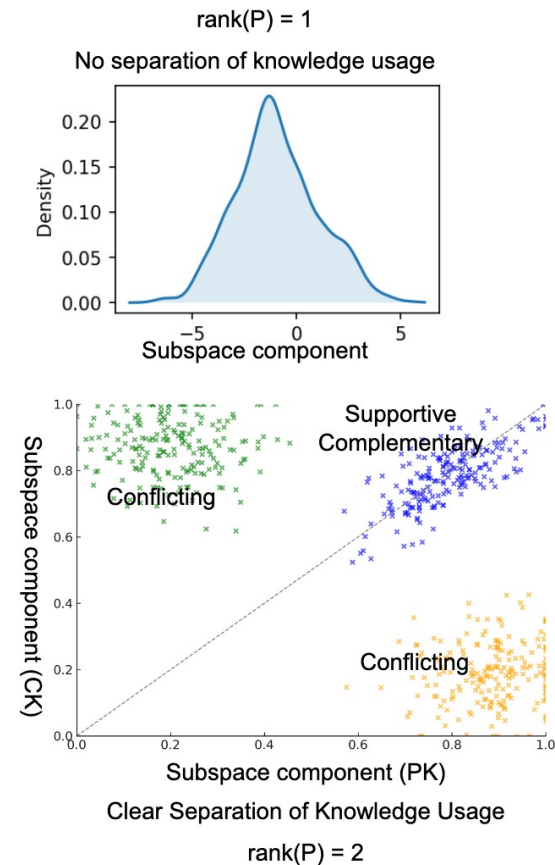 rank(P) = 1
No separation of knowledge usage
Density
0.20
0.15
0.10
0.05
0.00
−5 0 5
Subspace component
Subspace component (CK)
1.0
0.8
0.6
0.4
0.2
0.0
Supportive
Complementary
Conflicting
Conflicting
0.0 0.2 0.4 0.6 0.8 1.0
Subspace component (PK)
Clear Separation of Knowledge Usage
rank(P) = 2